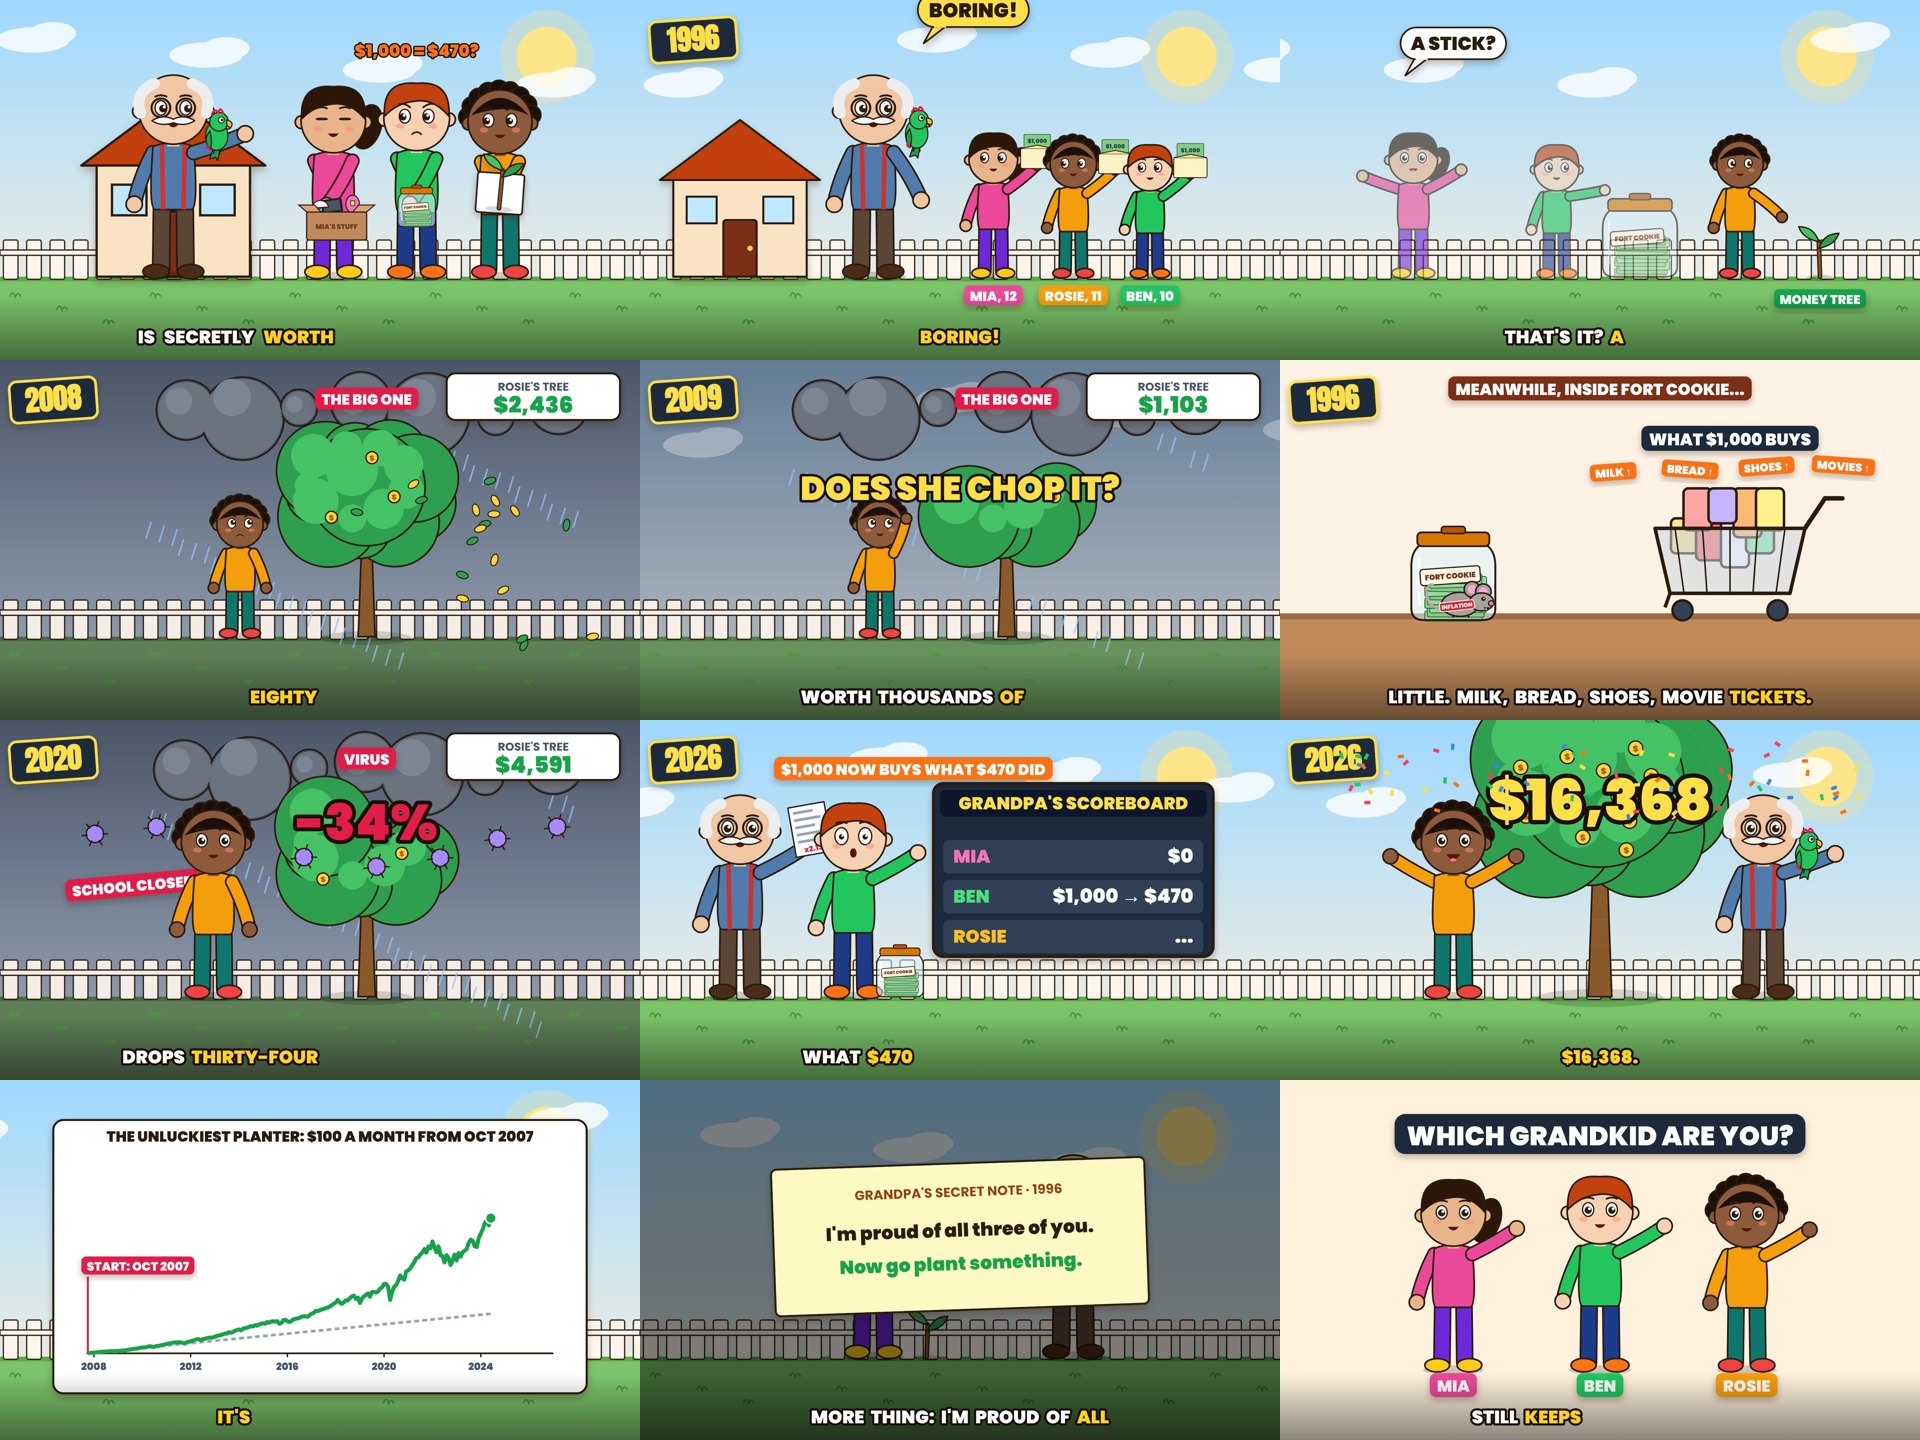 $1,000=$470?
MIA'S STUFF
FORT COOKIE
IS SECRETLY WORTH
1996
BORING!
$1,000
$1,000
$1,000
MIA, 12
ROSIE, 11
BEN, 10
BORING!
A STICK?
FORT COOKIE
MONEY TREE
THAT'S IT? A
2008
THE BIG ONE
ROSIE'S TREE
$2,436
EIGHTY
2009
THE BIG ONE
ROSIE'S TREE
$1,103
DOES SHE CHOP IT?
WORTH THOUSANDS OF
1996
MEANWHILE, INSIDE FORT COOKIE...
WHAT $1,000 BUYS
MILK ↑
BREAD ↑
SHOES ↑
MOVIES ↑
FORT COOKIE
INFLATION
LITTLE. MILK, BREAD, SHOES, MOVIE TICKETS.
2020
VIRUS
ROSIE'S TREE
$4,591
-34%
SCHOOL CLOSED
DROPS THIRTY-FOUR
2026
$1,000 NOW BUYS WHAT $470 DID
GRANDPA'S SCOREBOARD
MIA $0
BEN $1,000 → $470
ROSIE ...
FORT COOKIE
WHAT $470
2026
$16,368
$16,368.
THE UNLUCKIEST PLANTER: $100 A MONTH FROM OCT 2007
START: OCT 2007
2008 2012 2016 2020 2024
IT'S
GRANDPA'S SECRET NOTE · 1996
I'm proud of all three of you.
Now go plant something.
MORE THING: I'M PROUD OF ALL
WHICH GRANDKID ARE YOU?
MIA
BEN
ROSIE
STILL KEEPS